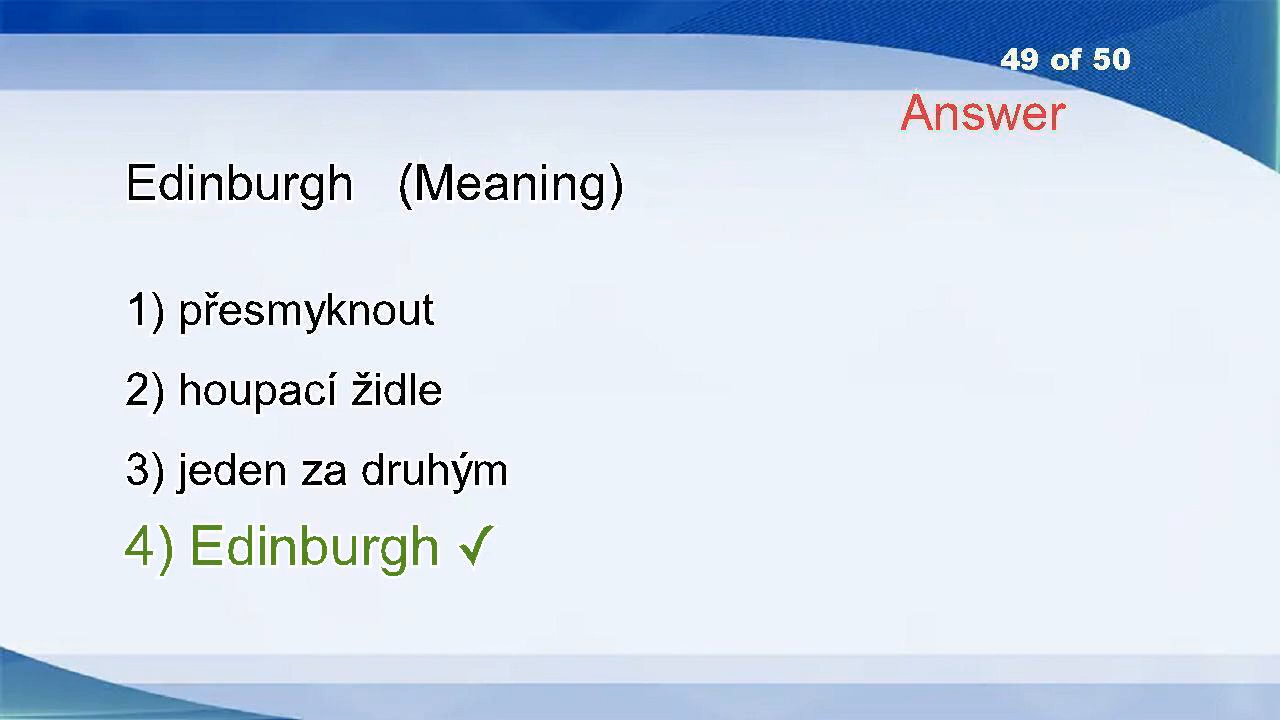 49 of 50
Answer
Edinburgh (Meaning)
1) přesmyknout
2) houpací židle
3) jeden za druhým
4) Edinburgh ✓